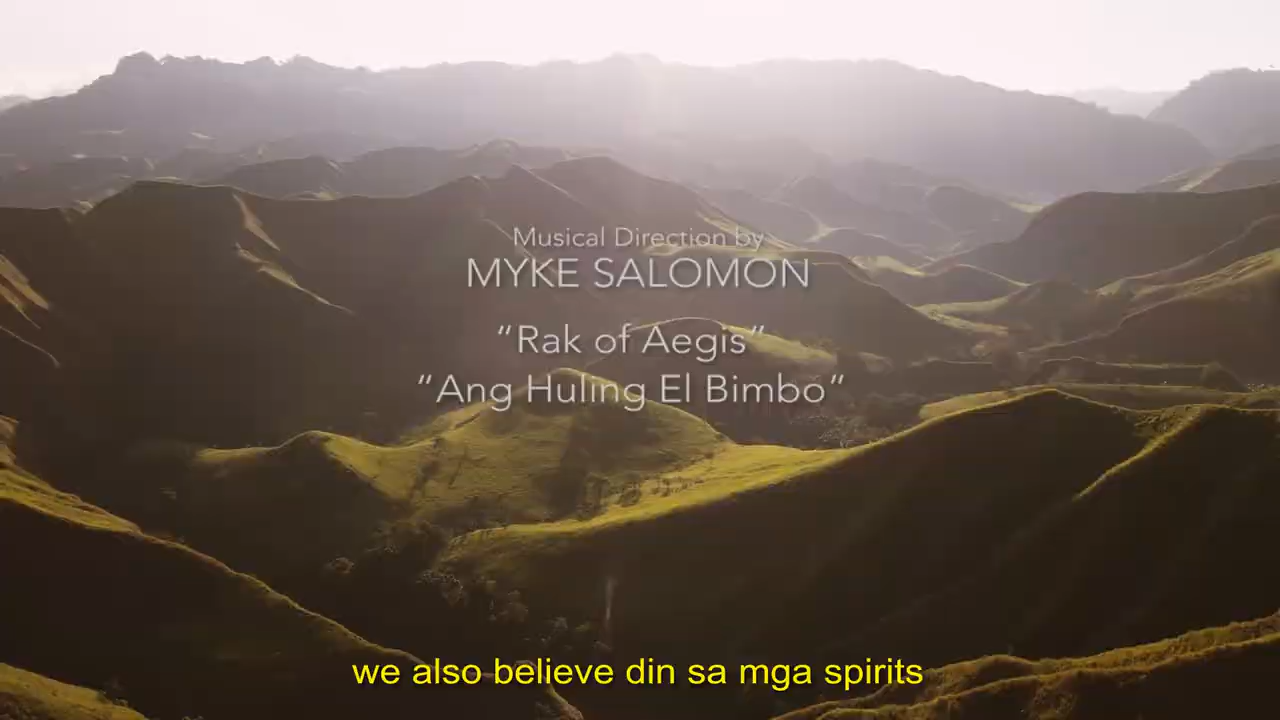 Musical Direction by
MYKE SALOMON
“Rak of Aegis”
“Ang Huling El Bimbo“
we also believe din sa mga spirits